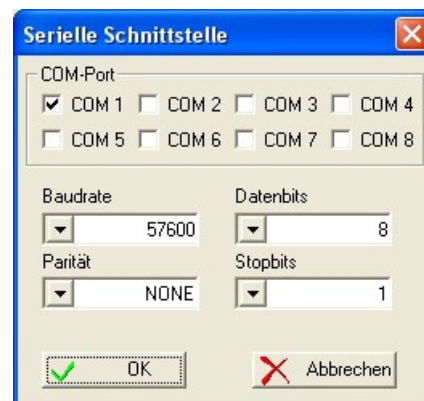 Serielle Schnittstelle
COM-Port
COM 1 COM 2 COM 3 COM 4
COM 5 COM 6 COM 7 COM 8
Baudrate Datenbits
57600 8
Parität Stopbits
NONE 1
OK Abbrechen